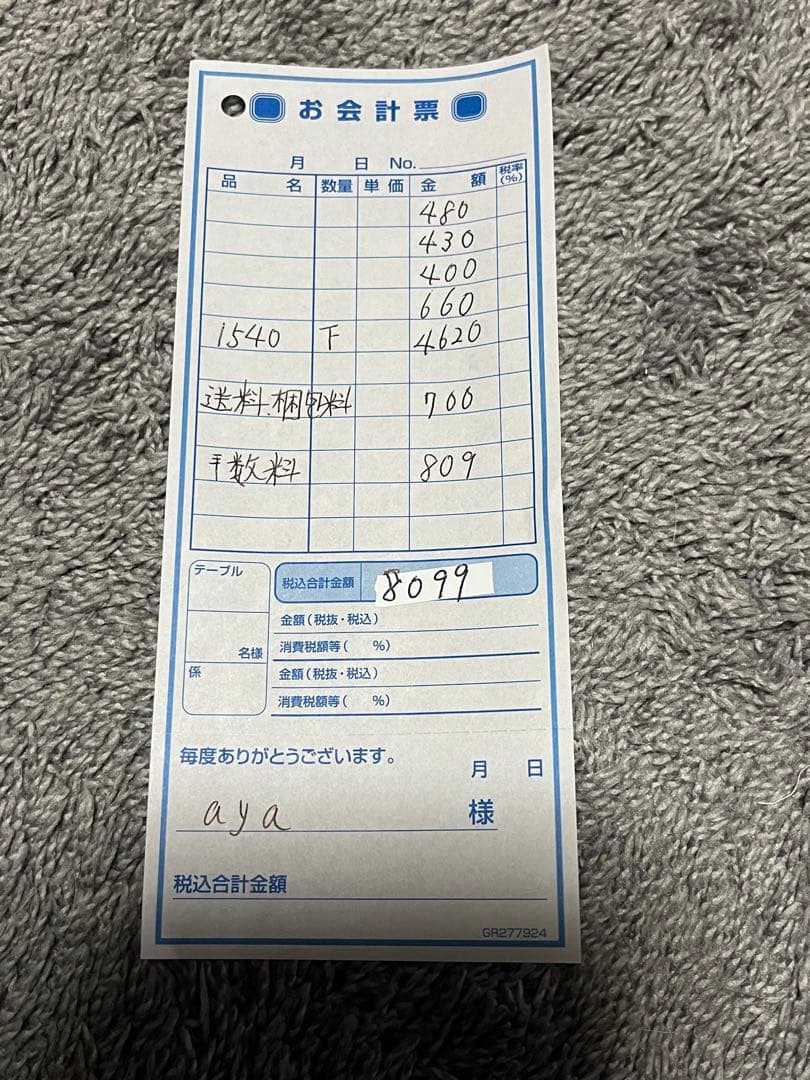 お会計票
月 日 No.
品名 数量 単価 金額 税率(%)
480
430
400
660
1540 下 4620
送料、梱包料 700
手数料 809
テーブル
税込合計金額 8099
金額(税抜・税込)
名様
消費税額等( %)
係
金額(税抜・税込)
消費税額等( %)
毎度ありがとうございます。
月 日
aya 様
税込合計金額
GR277924